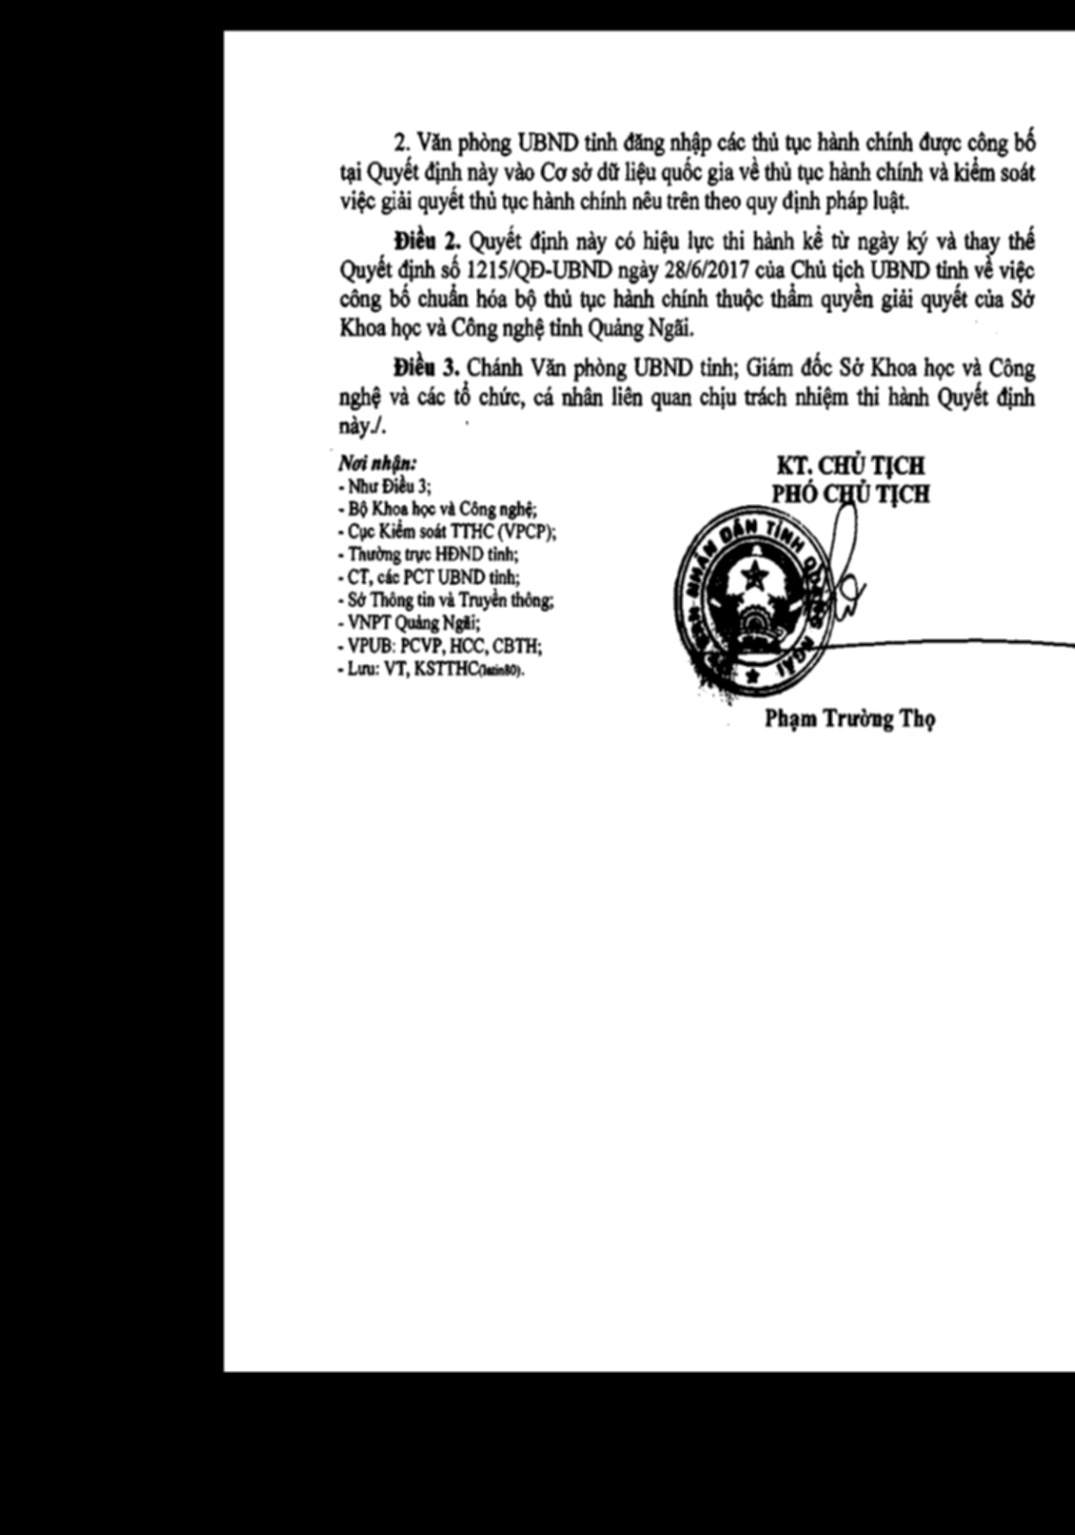 2. Văn phòng UBND tỉnh đăng nhập các thủ tục hành chính được công bố
tại Quyết định này vào Cơ sở dữ liệu quốc gia về thủ tục hành chính và kiểm soát
việc giải quyết thủ tục hành chính nêu trên theo quy định pháp luật.
Điều 2. Quyết định này có hiệu lực thi hành kể từ ngày ký và thay thế
Quyết định số 1215/QĐ-UBND ngày 28/6/2017 của Chủ tịch UBND tỉnh về việc
công bố chuẩn hóa bộ thủ tục hành chính thuộc thẩm quyền giải quyết của Sở
Khoa học và Công nghệ tỉnh Quảng Ngãi.
Điều 3. Chánh Văn phòng UBND tỉnh; Giám đốc Sở Khoa học và Công
nghệ và các tổ chức, cá nhân liên quan chịu trách nhiệm thi hành Quyết định
này./.
Nơi nhận:
- Như Điều 3;
- Bộ Khoa học và Công nghệ;
- Cục Kiểm soát TTHC (VPCP);
- Thường trực HĐND tỉnh;
- CT, các PCT UBND tỉnh;
- Sở Thông tin và Truyền thông;
- VNPT Quảng Ngãi;
- VPUB: PCVP, HCC, CBTH;
- Lưu: VT, KSTTHC
KT. CHỦ TỊCH
PHÓ CHỦ TỊCH
NHÂN DÂN TỈNH QUẢNG NGÃI
Phạm Trường Thọ